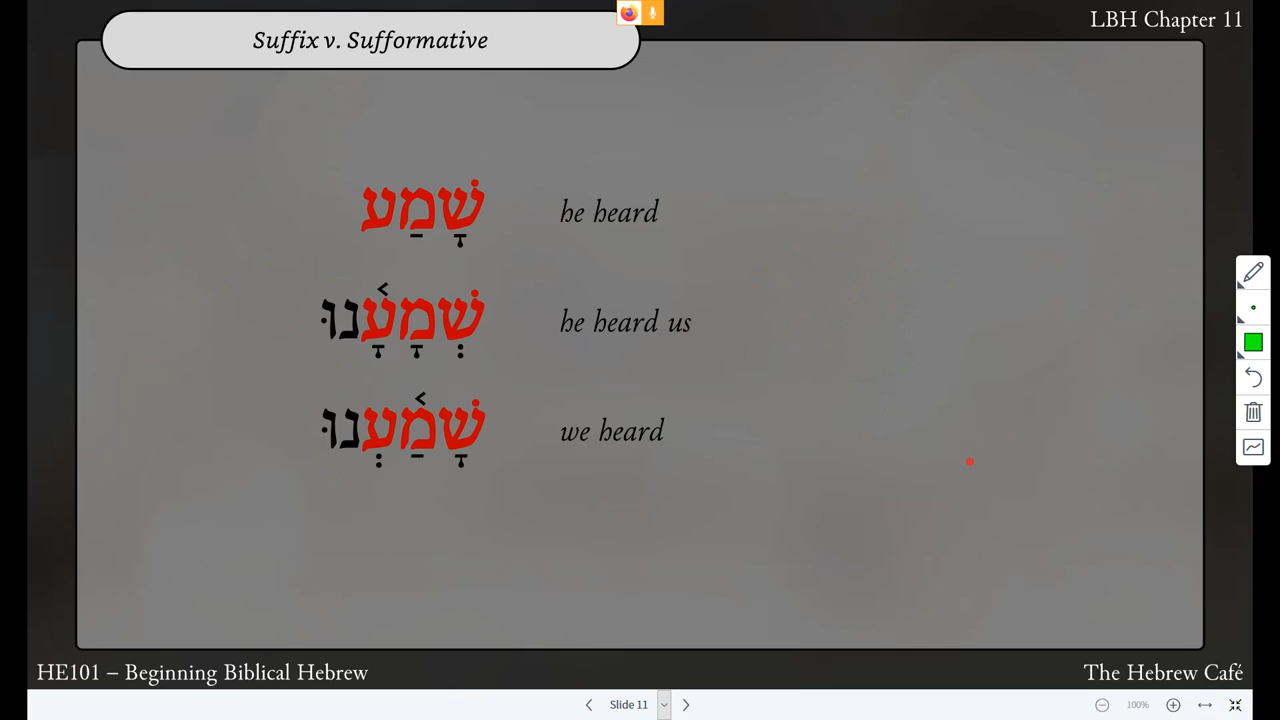 LBH Chapter 11
Suffix v. Sufformative
שָׁמַע he heard
שְׁמָעָ֫נוּ he heard us
שָׁמַ֫עְנוּ we heard
HE101 – Beginning Biblical Hebrew
The Hebrew Café
Slide 11
100%